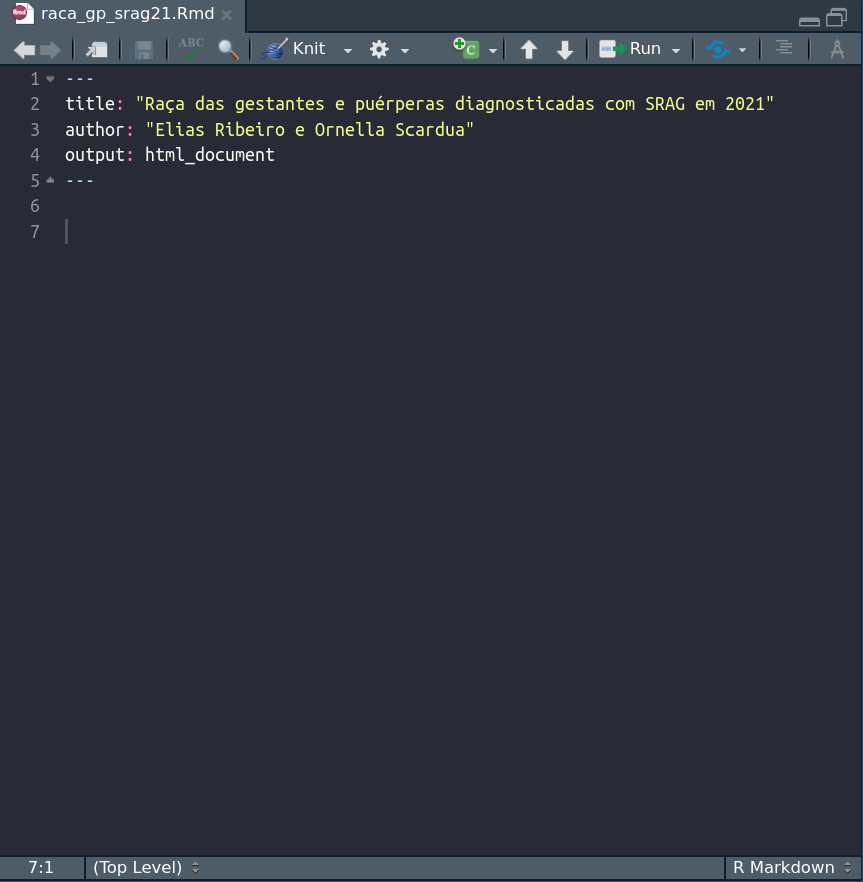 Rmd raca_gp_srag21.Rmd
ABC Knit C Run
1 ---
2 title: "Raça das gestantes e puérperas diagnosticadas com SRAG em 2021"
3 author: "Elias Ribeiro e Ornella Scardua"
4 output: html_document
5 ---
6
7
7:1 (Top Level) R Markdown